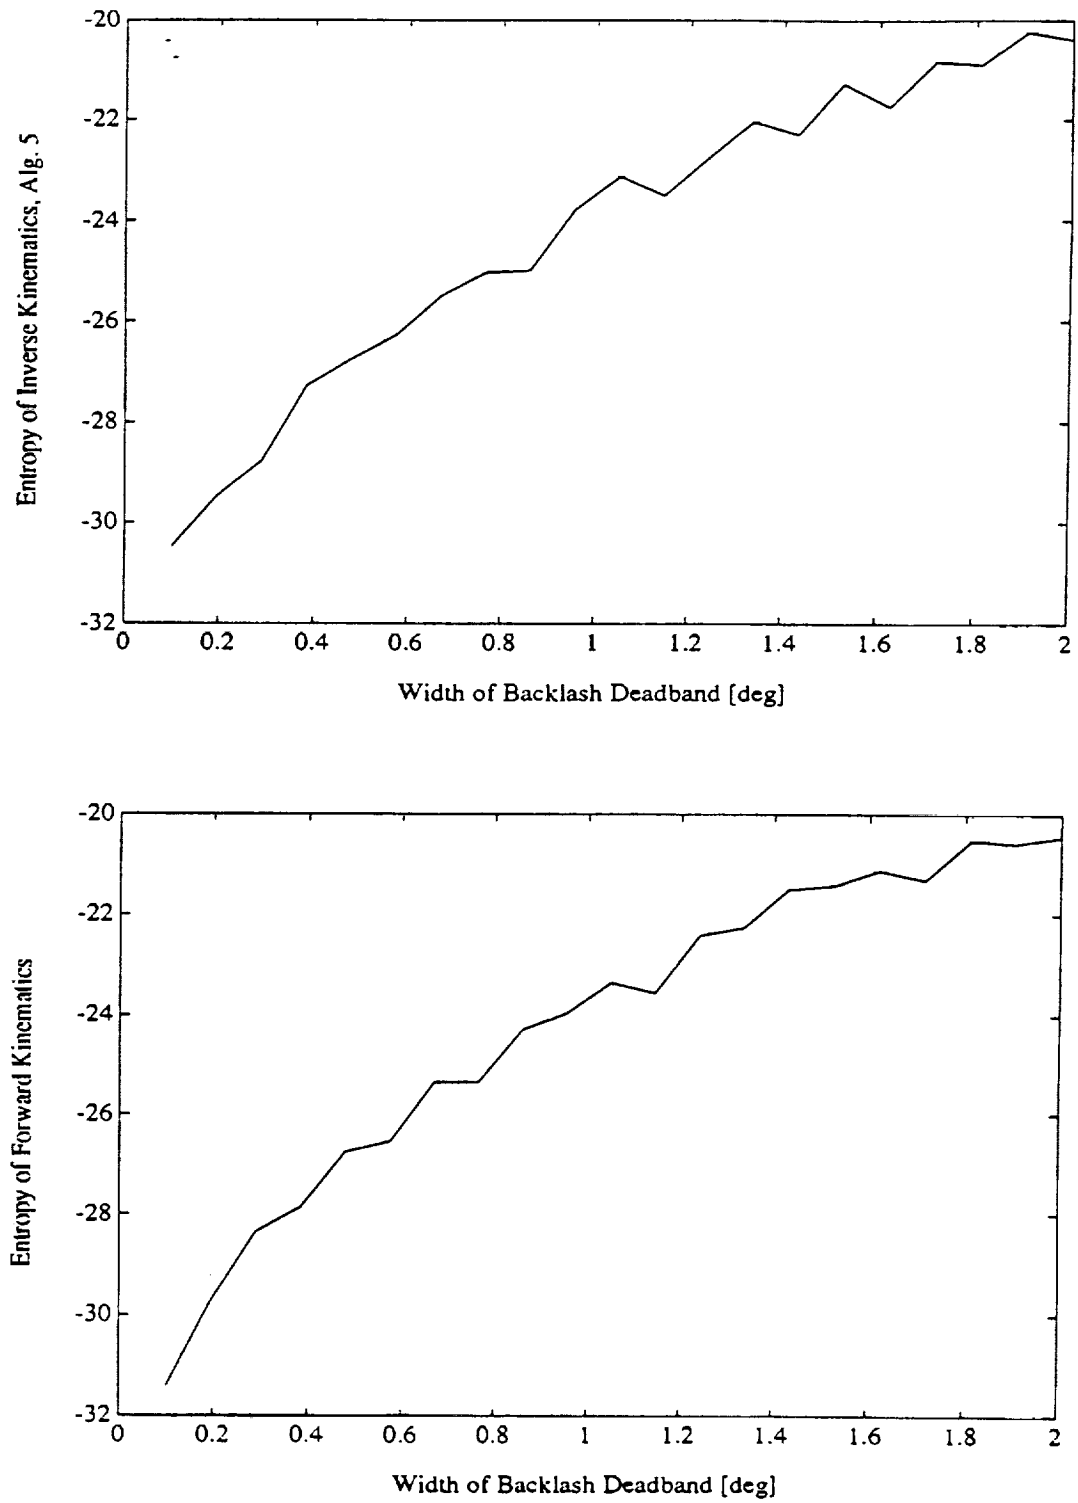 -20
-22
-24
-26
-28
-30
-32
Entropy of Inverse Kinematics, Alg. 5
0 0.2 0.4 0.6 0.8 1 1.2 1.4 1.6 1.8 2
Width of Backlash Deadband [deg]
-20
-22
-24
-26
-28
-30
-32
Entropy of Forward Kinematics
0 0.2 0.4 0.6 0.8 1 1.2 1.4 1.6 1.8 2
Width of Backlash Deadband [deg]